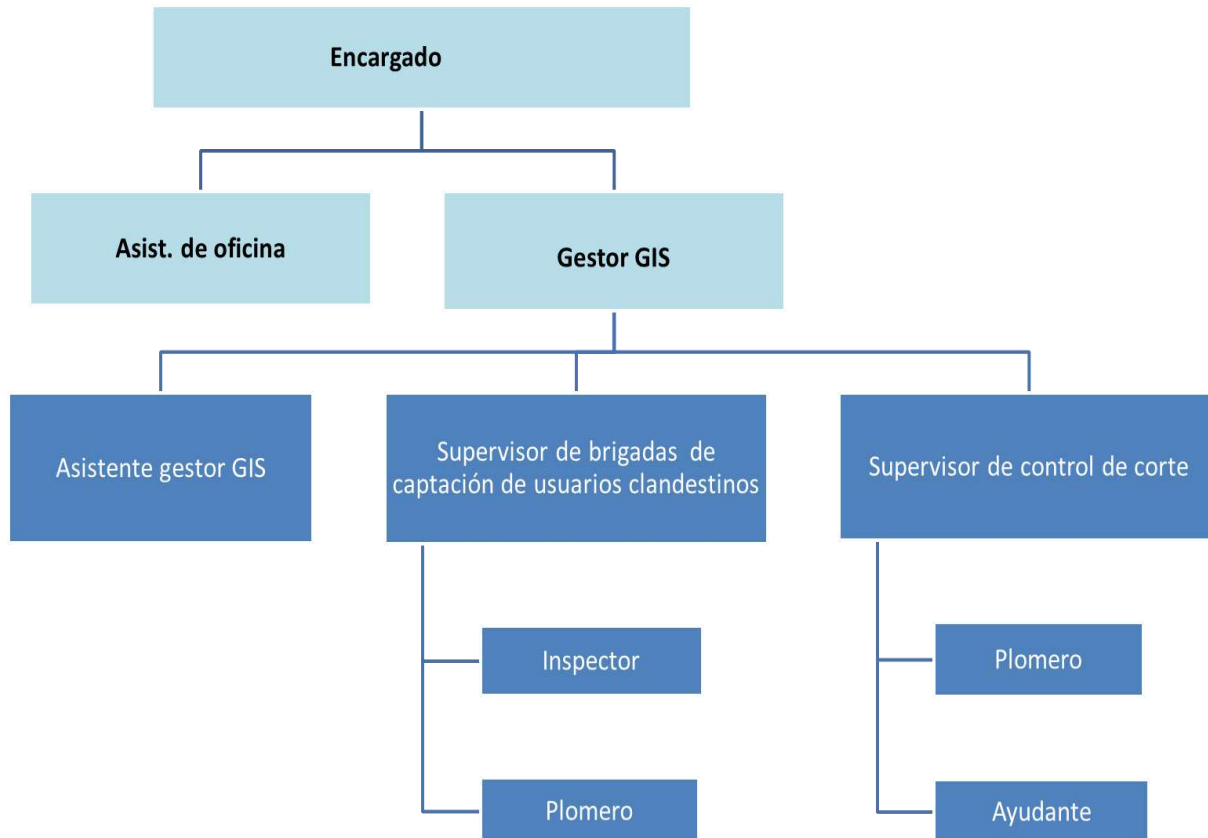 Encargado
Asist. de oficina
Gestor GIS
Asistente gestor GIS
Supervisor de brigadas de
captación de usuarios clandestinos
Supervisor de control de corte
Inspector
Plomero
Plomero
Ayudante